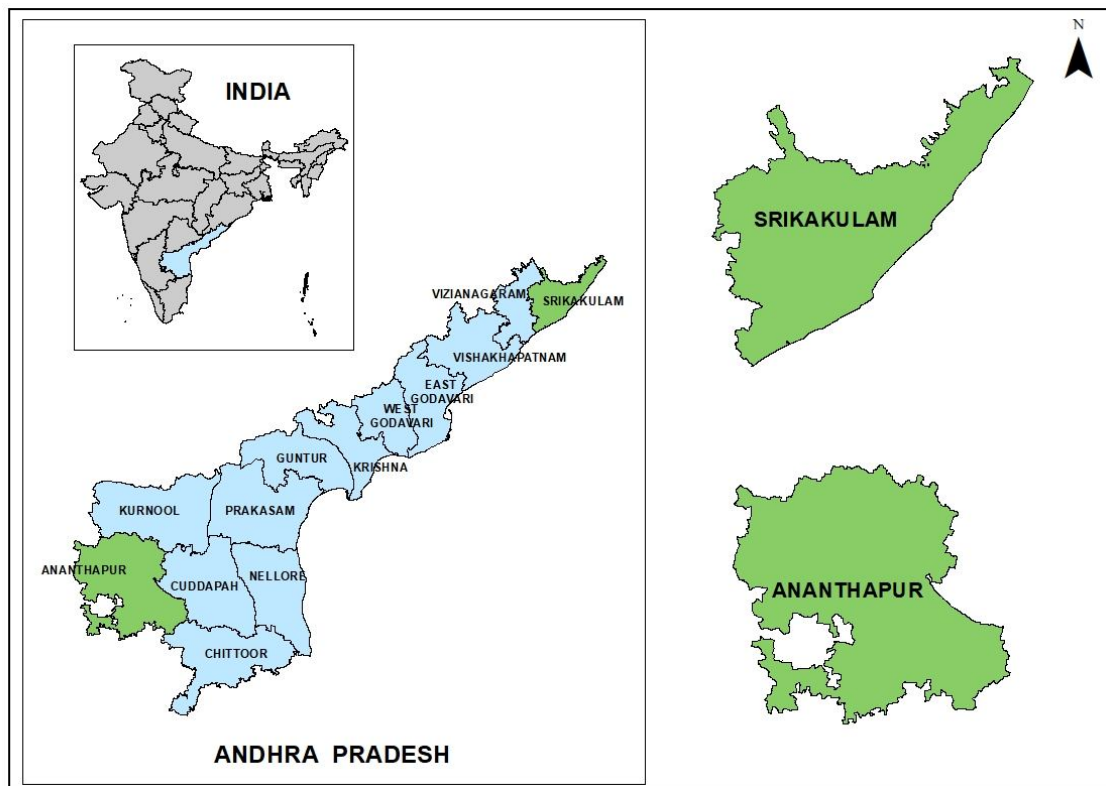 INDIA
N
SRIKAKULAM
VIZIANAGARAM
SRIKAKULAM
VISHAKHAPATNAM
EAST
GODAVARI
WEST
GODAVARI
GUNTUR
KRISHNA
KURNOOL
PRAKASAM
ANANTHAPUR
CUDDAPAH
NELLORE
CHITTOOR
ANANTHAPUR
ANDHRA PRADESH